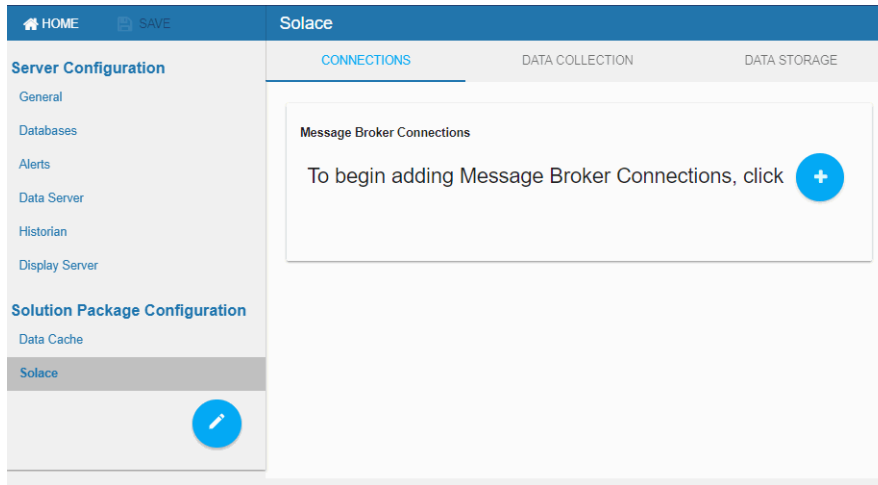 HOME
SAVE
Solace
Server Configuration
General
Databases
Alerts
Data Server
Historian
Display Server
Solution Package Configuration
Data Cache
Solace
CONNECTIONS
DATA COLLECTION
DATA STORAGE
Message Broker Connections
To begin adding Message Broker Connections, click